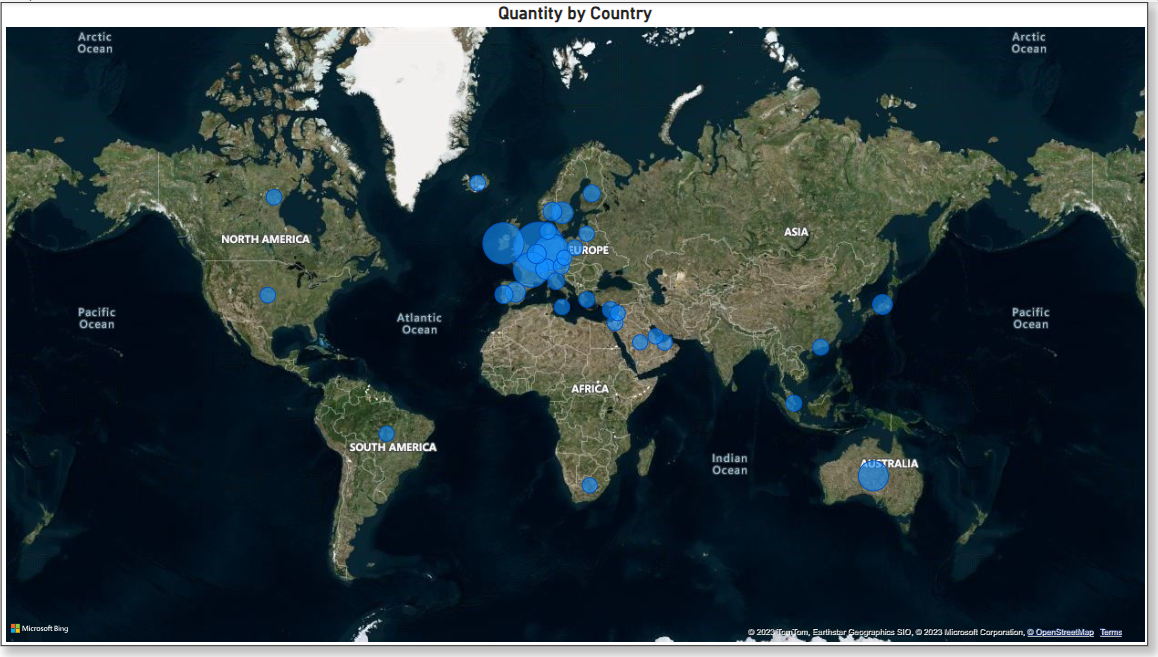 Quantity by Country
Arctic
Ocean
Arctic
Ocean
NORTH AMERICA
ASIA
EUROPE
Pacific
Ocean
Atlantic
Ocean
Pacific
Ocean
AFRICA
SOUTH AMERICA
Indian
Ocean
AUSTRALIA
Microsoft Bing
© 2023 TomTom, Earthstar Geographics SIO, © 2023 Microsoft Corporation, © OpenStreetMap Terms